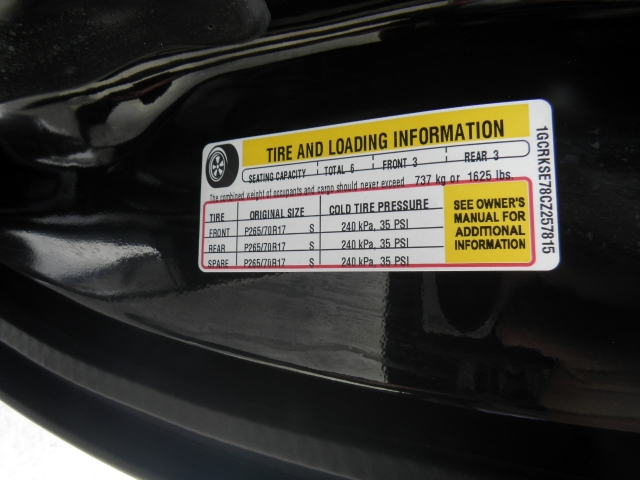 TIRE AND LOADING INFORMATION
SEATING CAPACITY TOTAL 6 FRONT 3 REAR 3
The combined weight of occupants and cargo should never exceed 737 kg or 1625 lbs.
TIRE ORIGINAL SIZE COLD TIRE PRESSURE
FRONT P265/70R17 S 240 kPa, 35 PSI
REAR P265/70R17 S 240 kPa, 35 PSI
SPARE P265/70R17 S 240 kPa, 35 PSI
SEE OWNER'S
MANUAL FOR
ADDITIONAL
INFORMATION
1GCRKSE78CZ257815